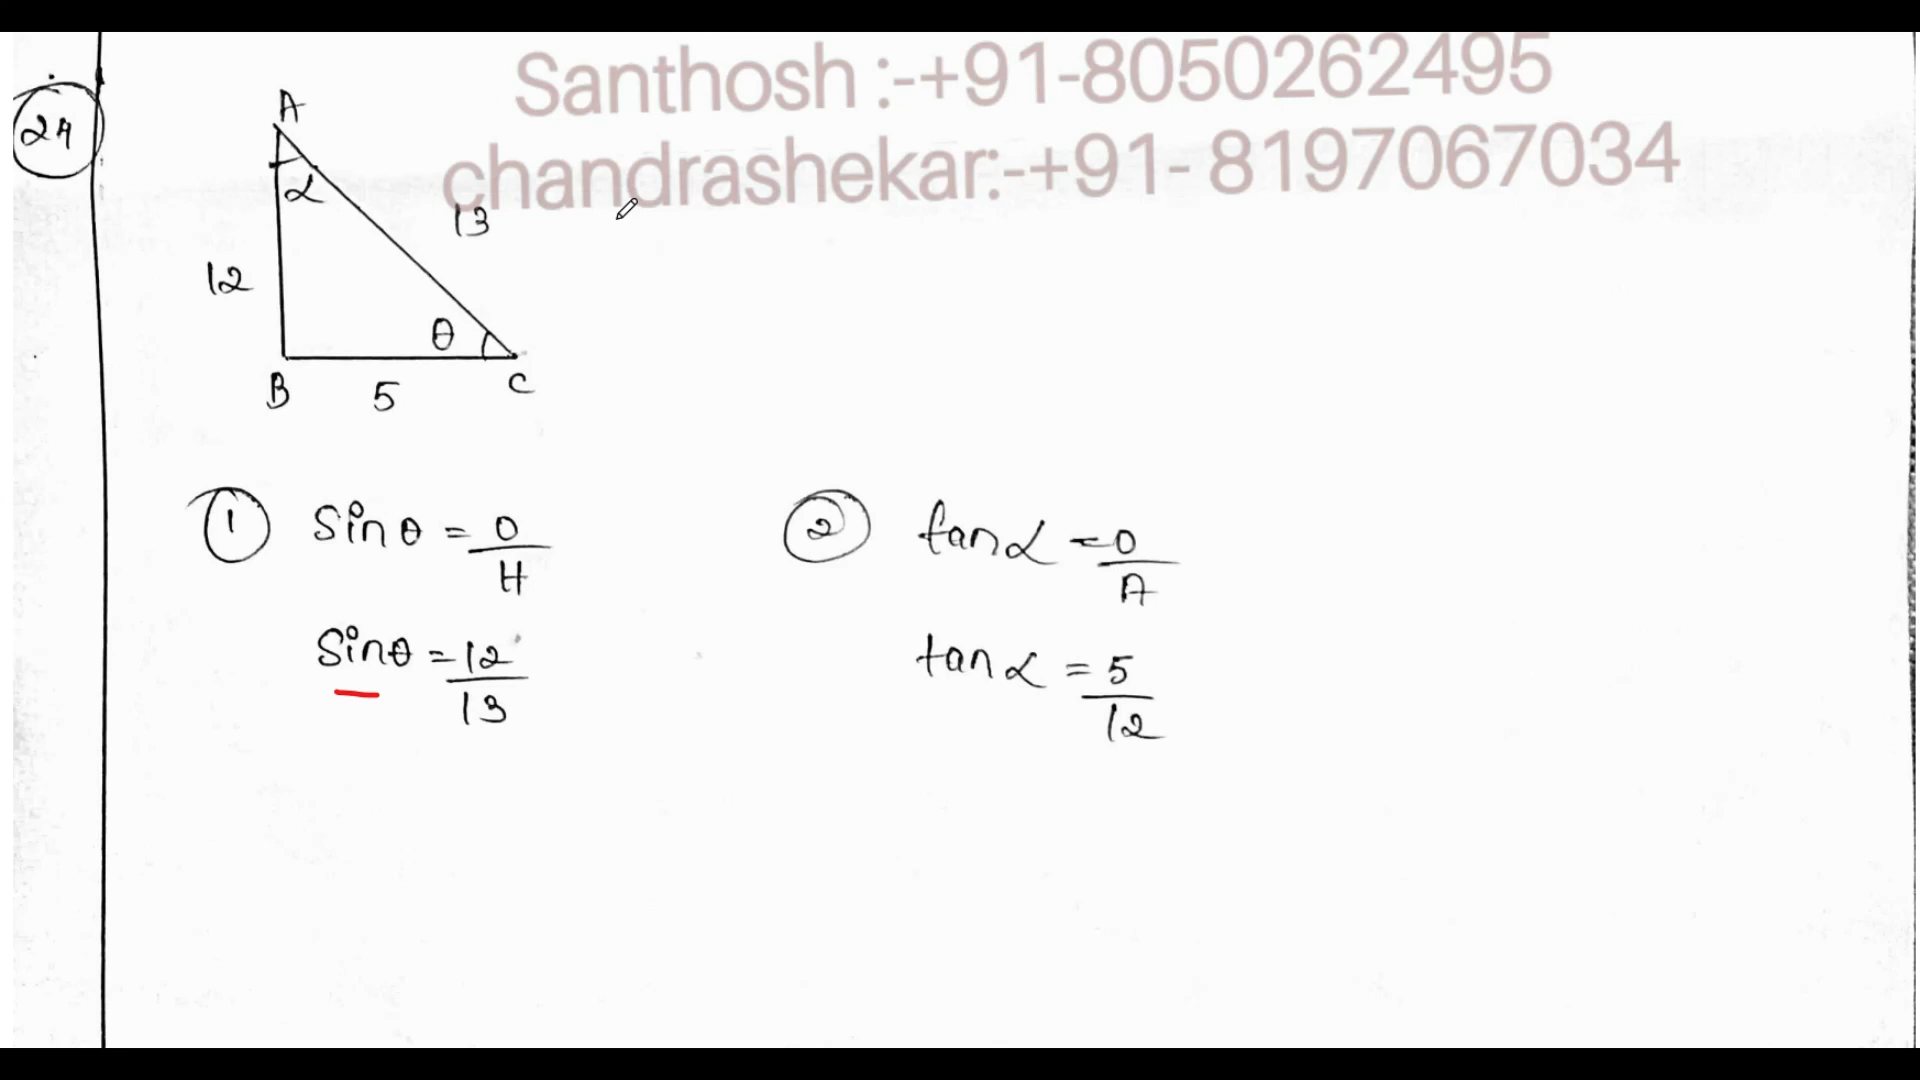 Santhosh :-+91-8050262495
chandrashekar:-+91- 8197067034
24
A
α
13
12
θ
B 5 C
1 sinθ = O/H
2 tanα = O/A
sinθ = 12/13
tanα = 5/12